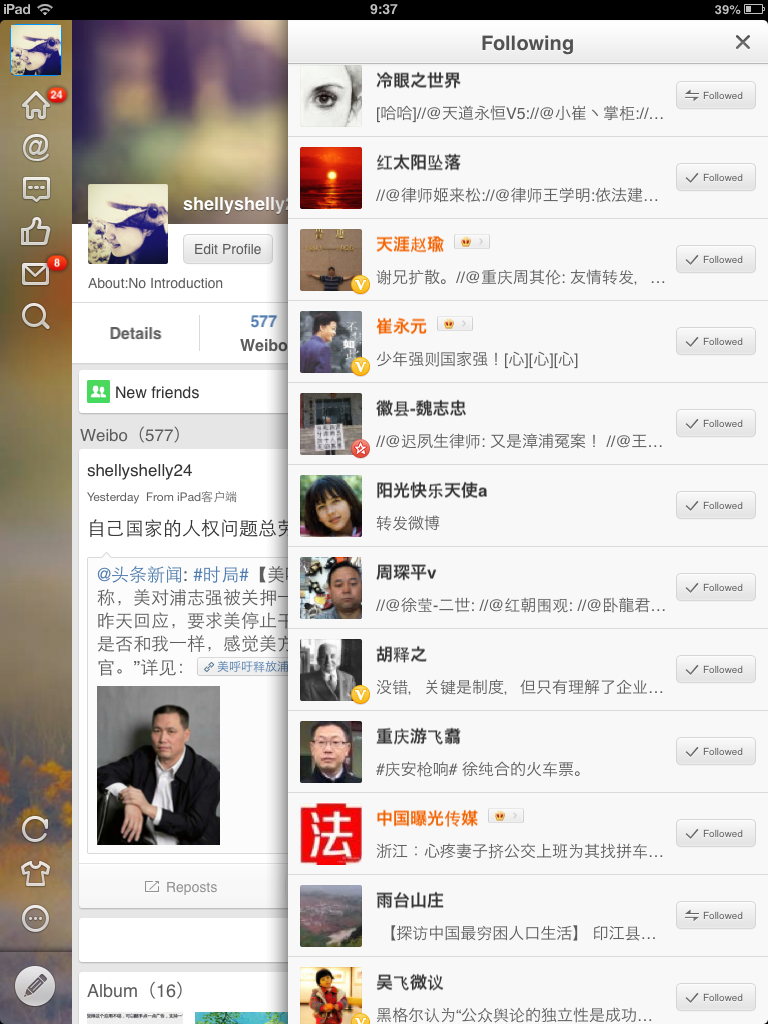 iPad
9:37
39%
Following
24
8
shellyshelly2
Edit Profile
About:No Introduction
Details
577
Weibo
New friends
Weibo（577）
shellyshelly24
Yesterday From iPad客户端
自己国家的人权问题总劳
@头条新闻: #时局#【美呼
称，美对浦志强被关押一
昨天回应，要求美停止干
是否和我一样，感觉美方
官。”详见： 美呼吁释放浦
Reposts
Album（16）
冷眼之世界
[哈哈]//@天道永恒V5://@小崔丶掌柜://…
Followed
红太阳坠落
//@律师姬来松://@律师王学明:依法建…
Followed
天涯赵瑜
谢兄扩散。//@重庆周其伦: 友情转发， …
Followed
崔永元
少年强则国家强！[心][心][心]
Followed
徽县-魏志忠
//@迟夙生律师: 又是漳浦冤案！ //@王…
Followed
阳光快乐天使a
转发微博
Followed
周琛平v
//@徐莹-二世: //@红朝围观: //@卧龍君…
Followed
胡释之
没错，关键是制度，但只有理解了企业…
Followed
重庆游飞翥
#庆安枪响# 徐纯合的火车票。
Followed
法
中国曝光传媒
浙江：心疼妻子挤公交上班为其找拼车…
Followed
雨台山庄
【探访中国最穷困人口生活】 印江县…
Followed
吴飞微议
黑格尔认为“公众舆论的独立性是成功…
Followed